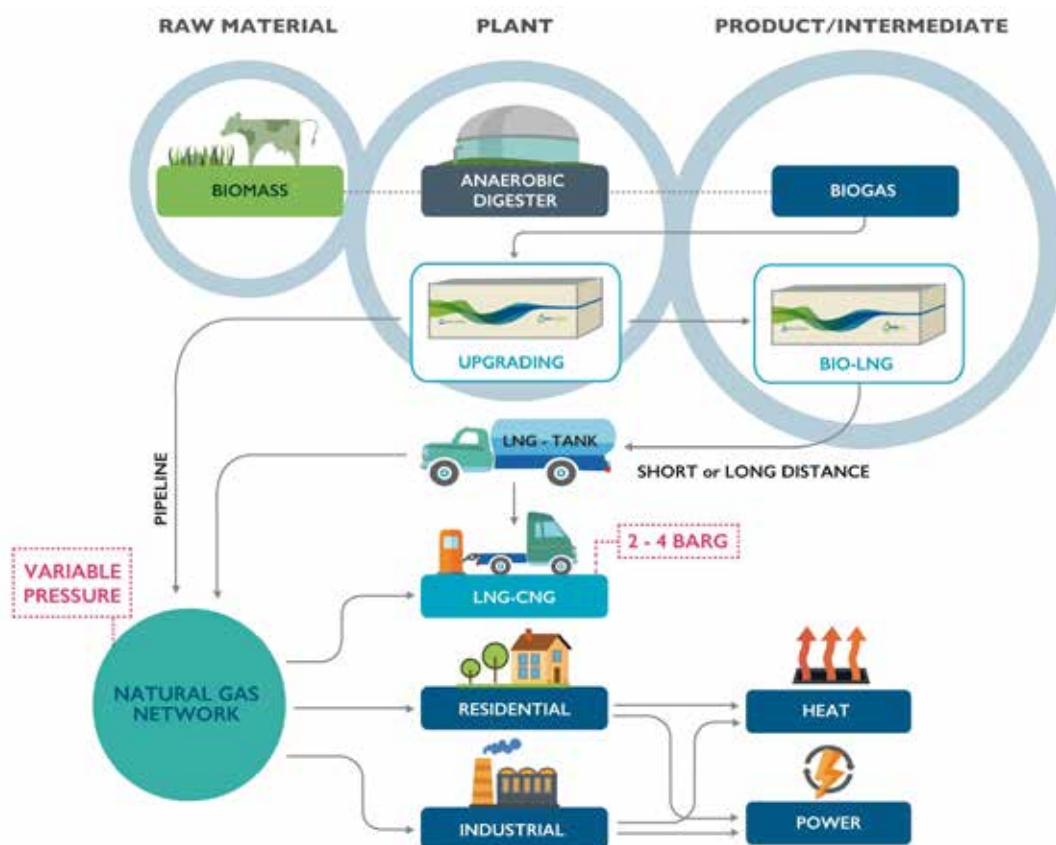 RAW MATERIAL
PLANT
PRODUCT/INTERMEDIATE
BIOMASS
ANAEROBIC
DIGESTER
BIOGAS
UPGRADING
BIO-LNG
LNG - TANK
SHORT or LONG DISTANCE
PIPELINE
2 - 4 BARG
VARIABLE
PRESSURE
LNG-CNG
NATURAL GAS
NETWORK
RESIDENTIAL
HEAT
INDUSTRIAL
POWER